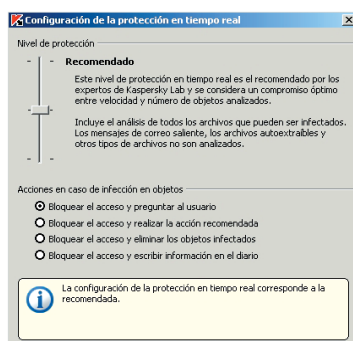 Configuración de la protección en tiempo real
Nivel de protección
Recomendado
Este nivel de protección en tiempo real es el recomendado por los
expertos de Kaspersky Lab y se considera un compromiso óptimo
entre velocidad y número de objetos analizados.
Incluye el análisis de todos los archivos que pueden ser infectados.
Los mensajes de correo saliente, los archivos autoextraíbles y
otros tipos de archivos no son analizados.
Acciones en caso de infección en objetos
Bloquear el acceso y preguntar al usuario
Bloquear el acceso y realizar la acción recomendada
Bloquear el acceso y eliminar los objetos infectados
Bloquear el acceso y escribir información en el diario
La configuración de la protección en tiempo real corresponde a la
recomendada.